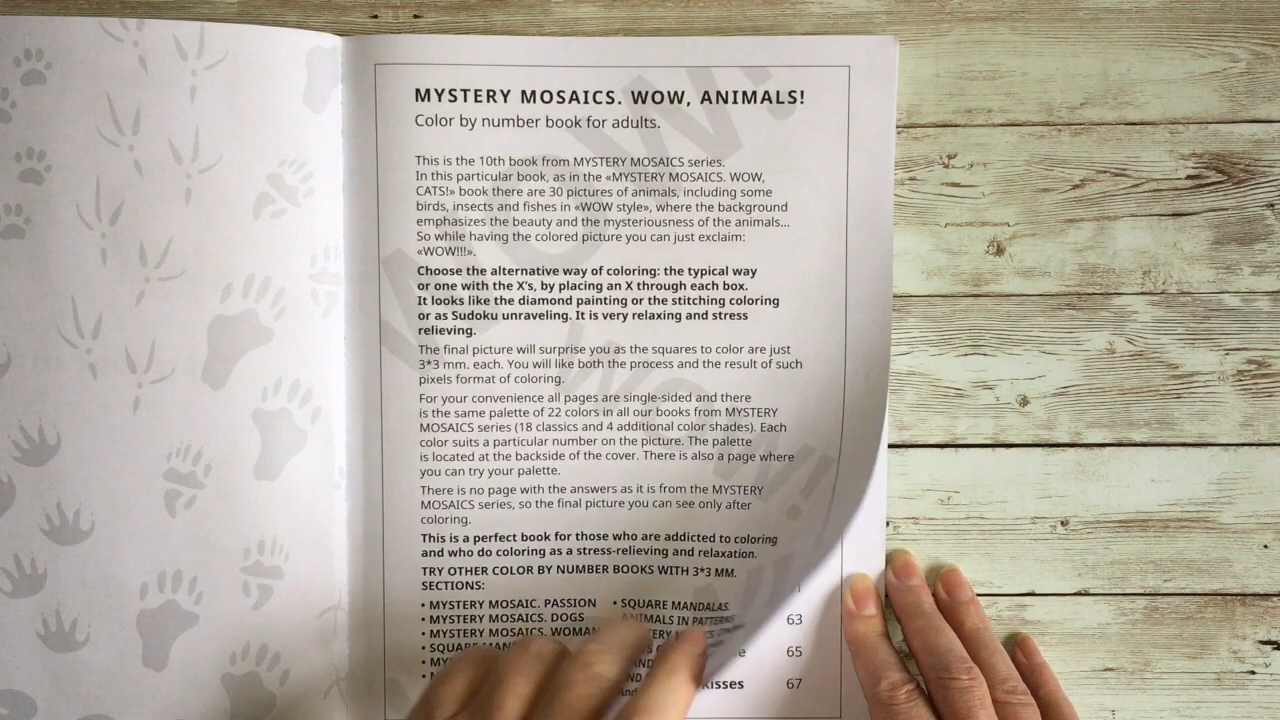 MYSTERY MOSAICS. WOW, ANIMALS!
Color by number book for adults.
This is the 10th book from MYSTERY MOSAICS series.
In this particular book, as in the «MYSTERY MOSAICS. WOW,
CATS!» book there are 30 pictures of animals, including some
birds, insects and fishes in «WOW style», where the background
emphasizes the beauty and the mysteriousness of the animals...
So while having the colored picture you can just exclaim:
«WOW!!!».
Choose the alternative way of coloring: the typical way
or one with the X's, by placing an X through each box.
It looks like the diamond painting or the stitching coloring
or as Sudoku unraveling. It is very relaxing and stress
relieving.
The final picture will surprise you as the squares to color are just
3*3 mm. each. You will like both the process and the result of such
pixels format of coloring.
For your convenience all pages are single-sided and there
is the same palette of 22 colors in all our books from MYSTERY
MOSAICS series (18 classics and 4 additional color shades). Each
color suits a particular number on the picture. The palette
is located at the backside of the cover. There is also a page where
you can try your palette.
There is no page with the answers as it is from the MYSTERY
MOSAICS series, so the final picture you can see only after
coloring.
This is a perfect book for those who are addicted to coloring
and who do coloring as a stress-relieving and relaxation.
TRY OTHER COLOR BY NUMBER BOOKS WITH 3*3 MM.
SECTIONS:
• MYSTERY MOSAIC. PASSION
• MYSTERY MOSAICS. DOGS
• MYSTERY MOSAICS. WOMAN
• SQUARE
• SQUARE MANDALAS.
ANIMALS IN PATTERNS
63
65
Kisses 67
WOW!
WOW!